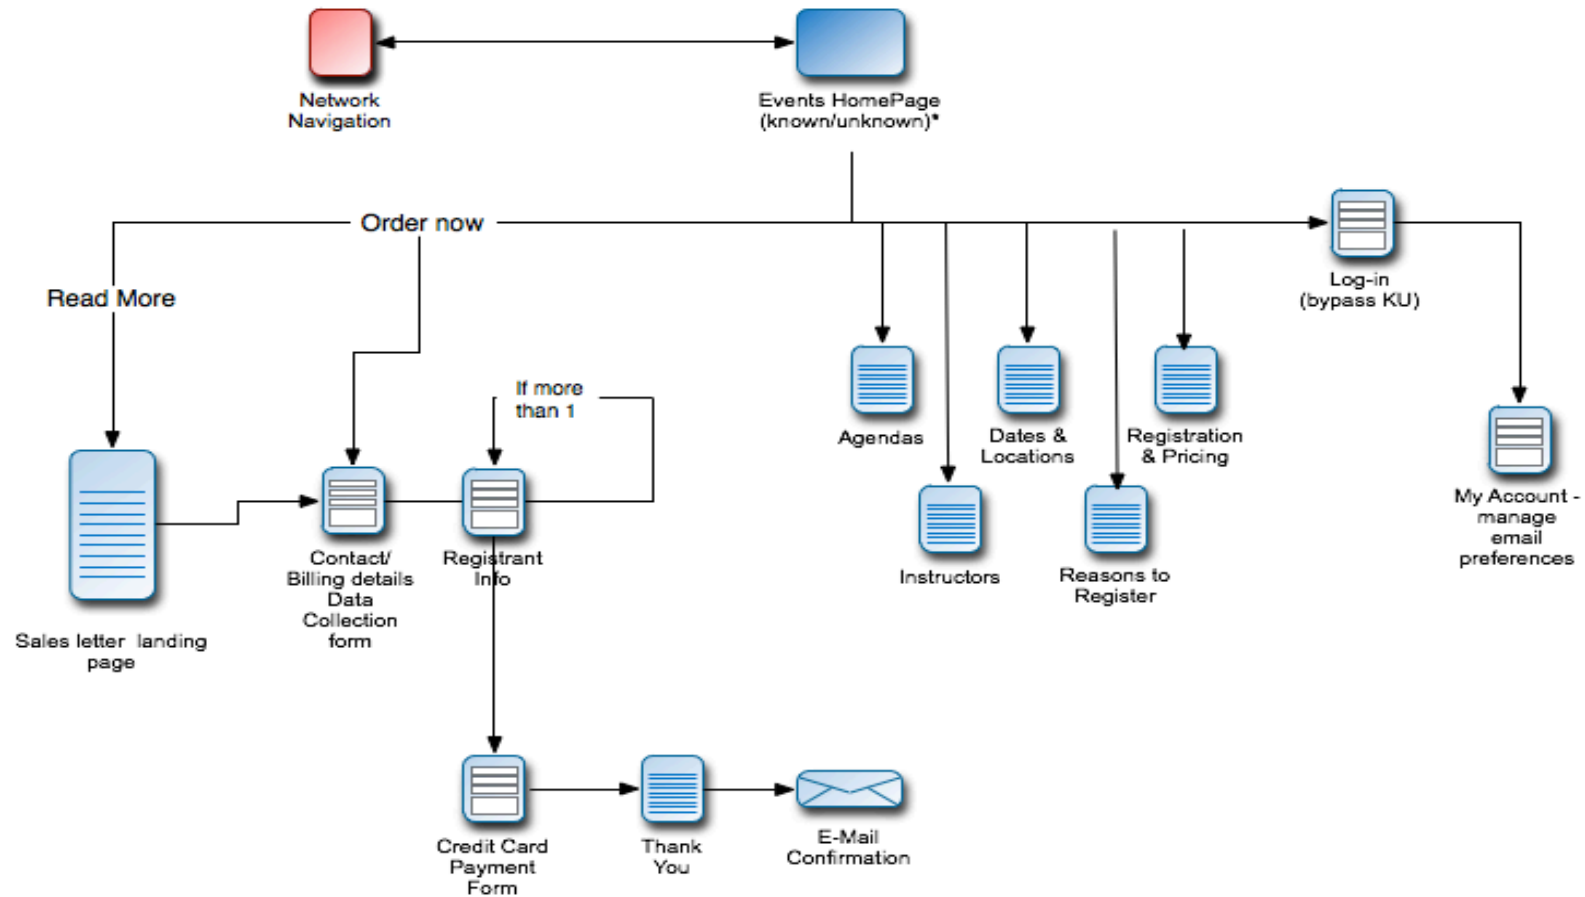 Network
Navigation
Events HomePage
(known/unknown)*
Order now
Read More
Log-in
(bypass KU)
If more
than 1
Agendas
Dates &
Locations
Registration
& Pricing
My Account -
manage
email
preferences
Contact/
Billing details
Data
Collection
form
Registrant
Info
Instructors
Reasons to
Register
Sales letter  landing
page
Credit Card
Payment
Form
Thank
You
E-Mail
Confirmation